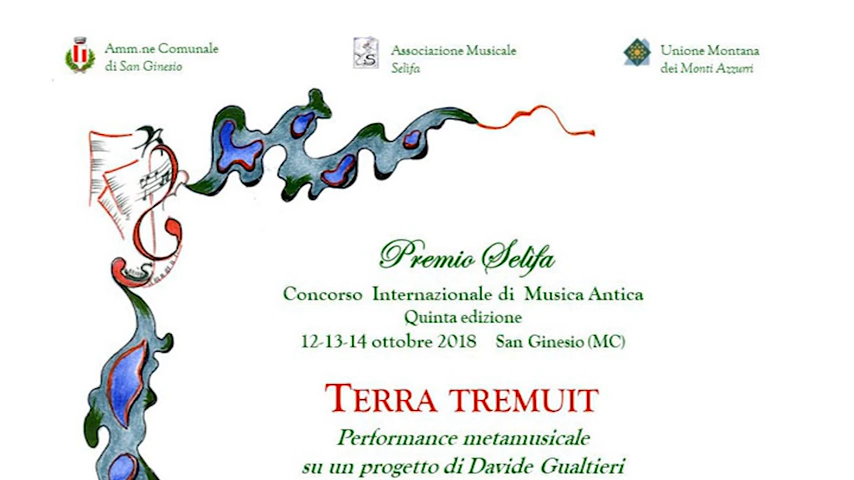 Amm.ne Comunale
di San Ginesio
Associazione Musicale
Selifa
Unione Montana
dei Monti Azzurri
S
Premio Selifa
Concorso Internazionale di Musica Antica
Quinta edizione
12-13-14 ottobre 2018 San Ginesio (MC)
TERRA TREMUIT
Performance metamusicale
su un progetto di Davide Gualtieri